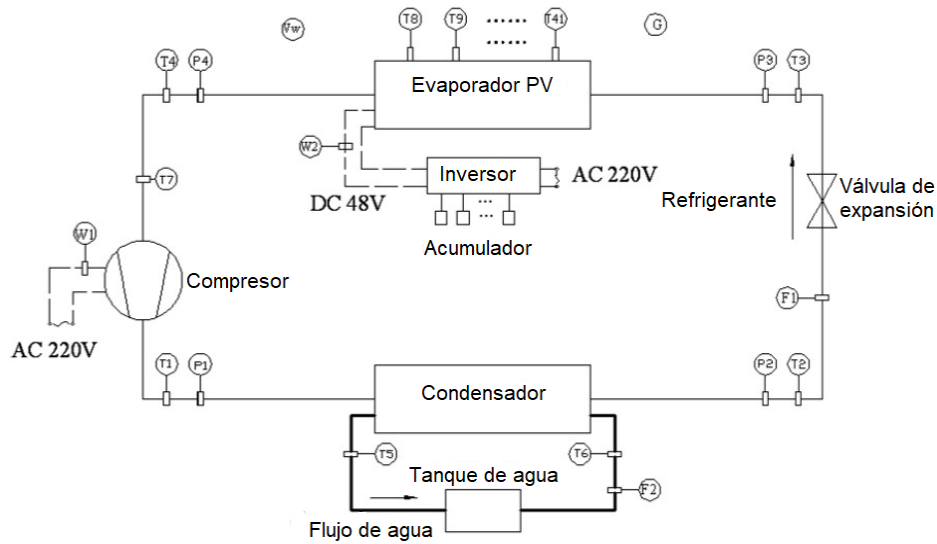 Vw
T8
T9
......
......
T41
G
T4
P4
Evaporador PV
P3
T3
W2
Inversor
AC 220V
DC 48V
...
Acumulador
T7
Refrigerante
Válvula de
expansión
W1
Compresor
AC 220V
F1
T1
P1
Condensador
P2
T2
T5
T6
Tanque de agua
F2
Flujo de agua